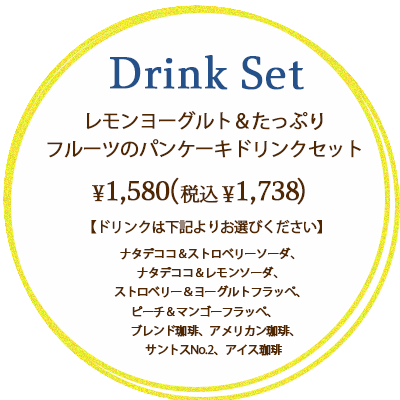 Drink Set
レモンヨーグルト＆たっぷり
フルーツのパンケーキドリンクセット
¥1,580(税込 ¥1,738)
【ドリンクは下記よりお選びください】
ナタデココ＆ストロベリーソーダ、
ナタデココ＆レモンソーダ、
ストロベリー＆ヨーグルトフラッペ、
ピーチ＆マンゴーフラッペ、
ブレンド珈琲、アメリカン珈琲、
サントスNo.2、アイス珈琲